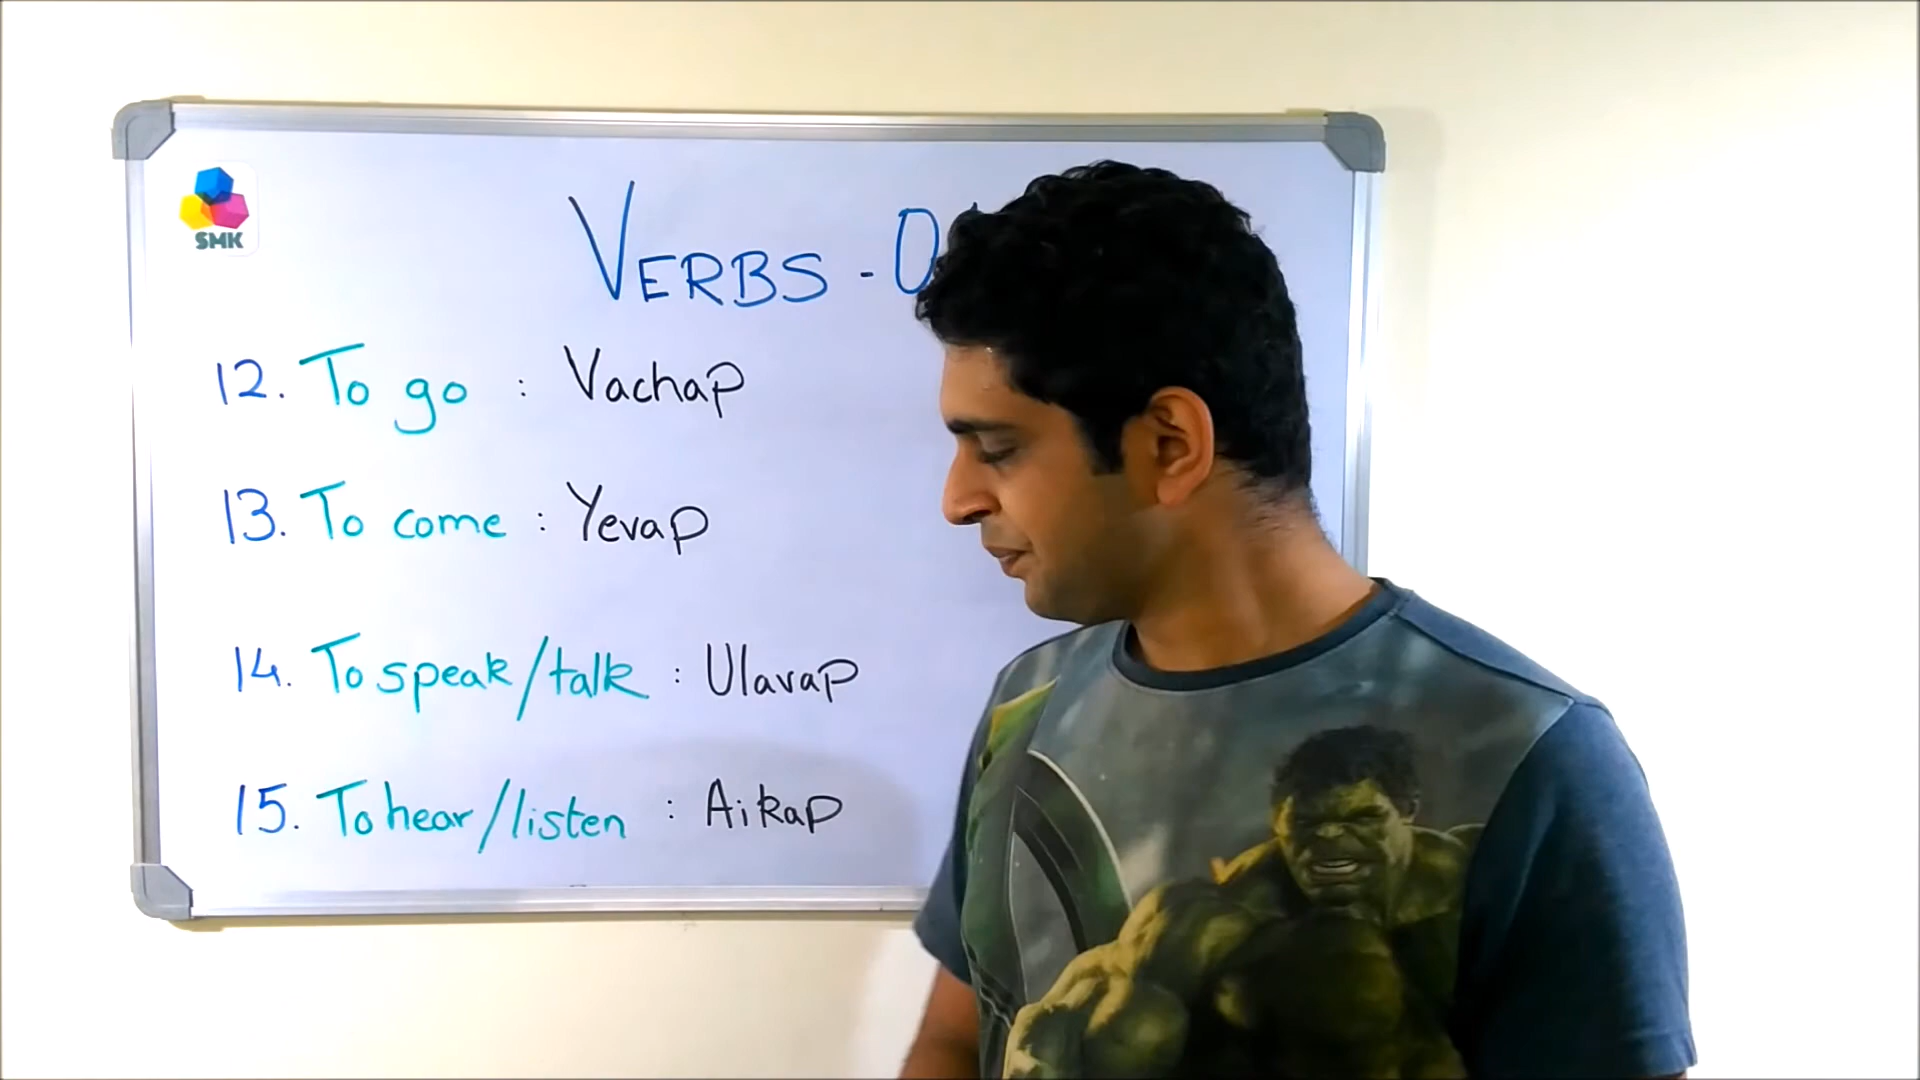 SMK
VERBS - 0
12. To go : Vachap
13. To come : Yevap
14. To speak/talk : Ulavap
15. To hear/listen : Aikap